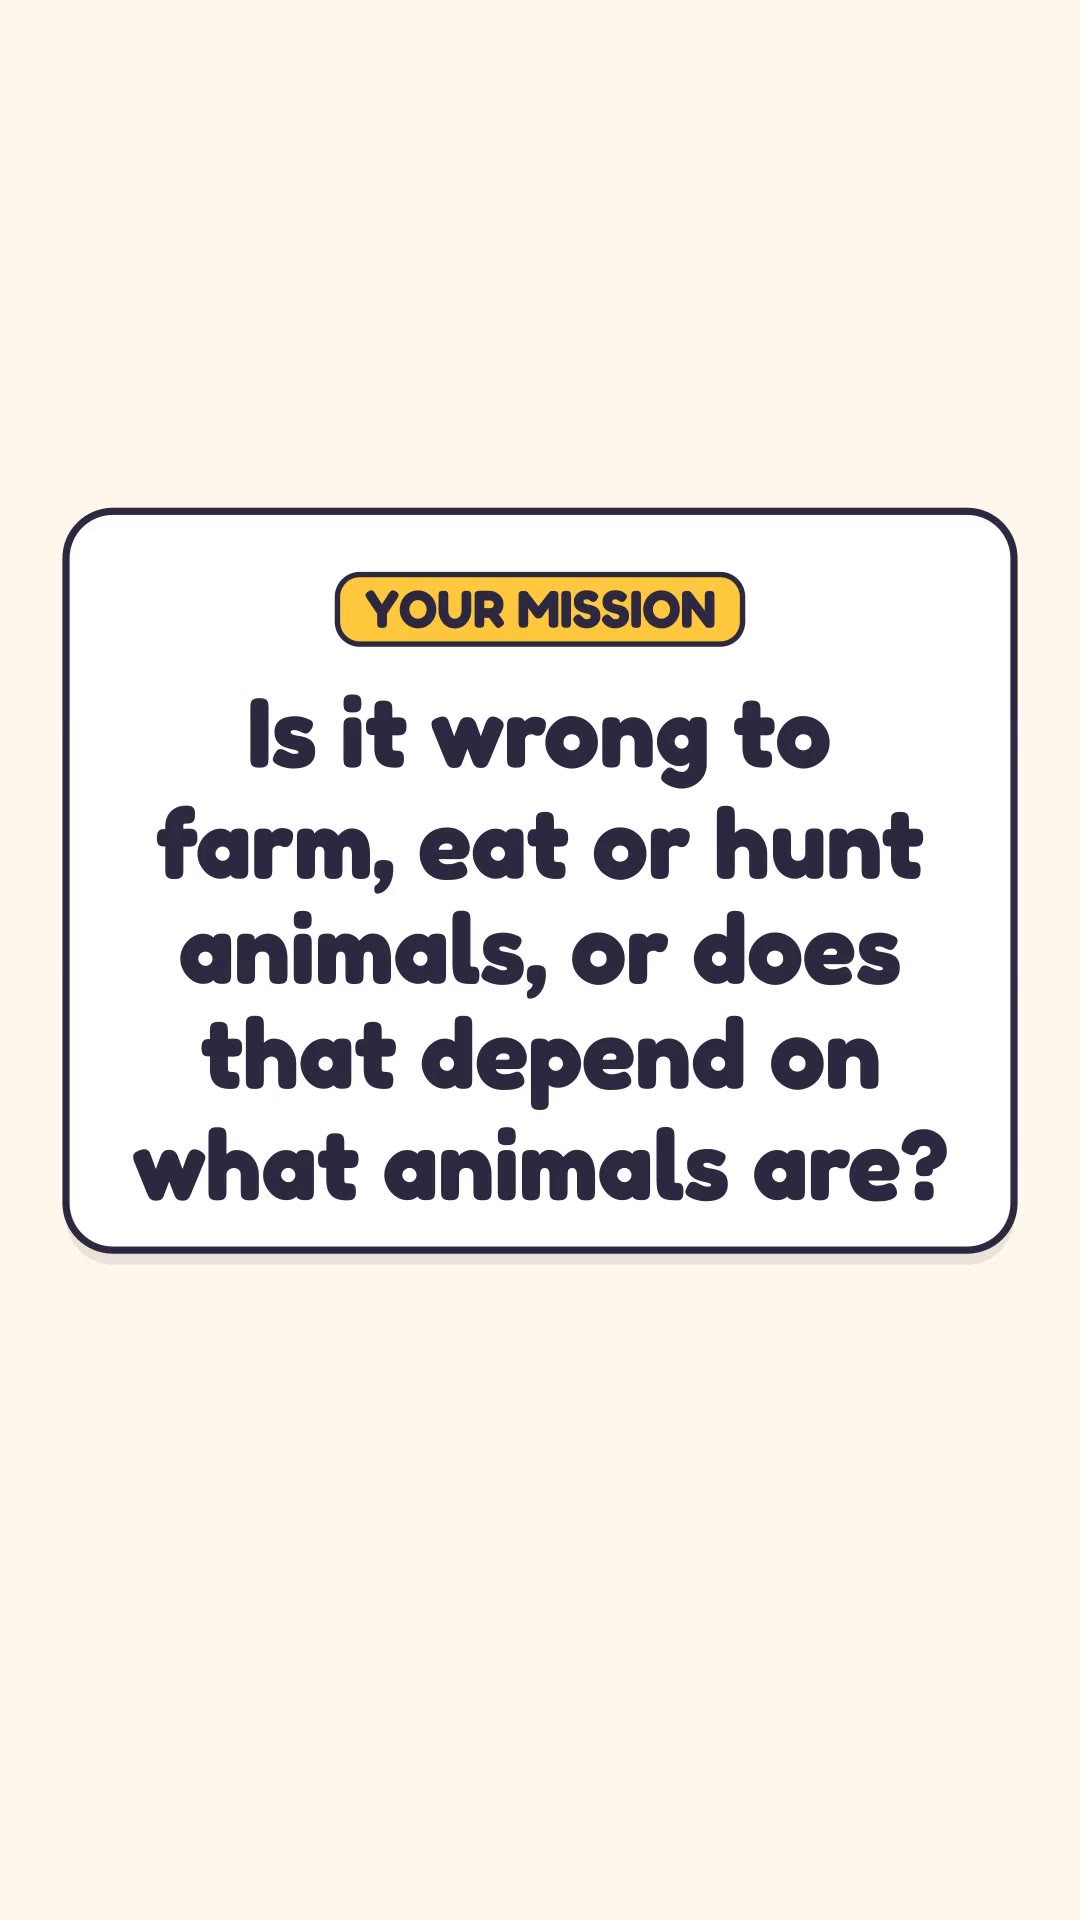 YOUR MISSION
Is it wrong to
farm, eat or hunt
animals, or does
that depend on
what animals are?